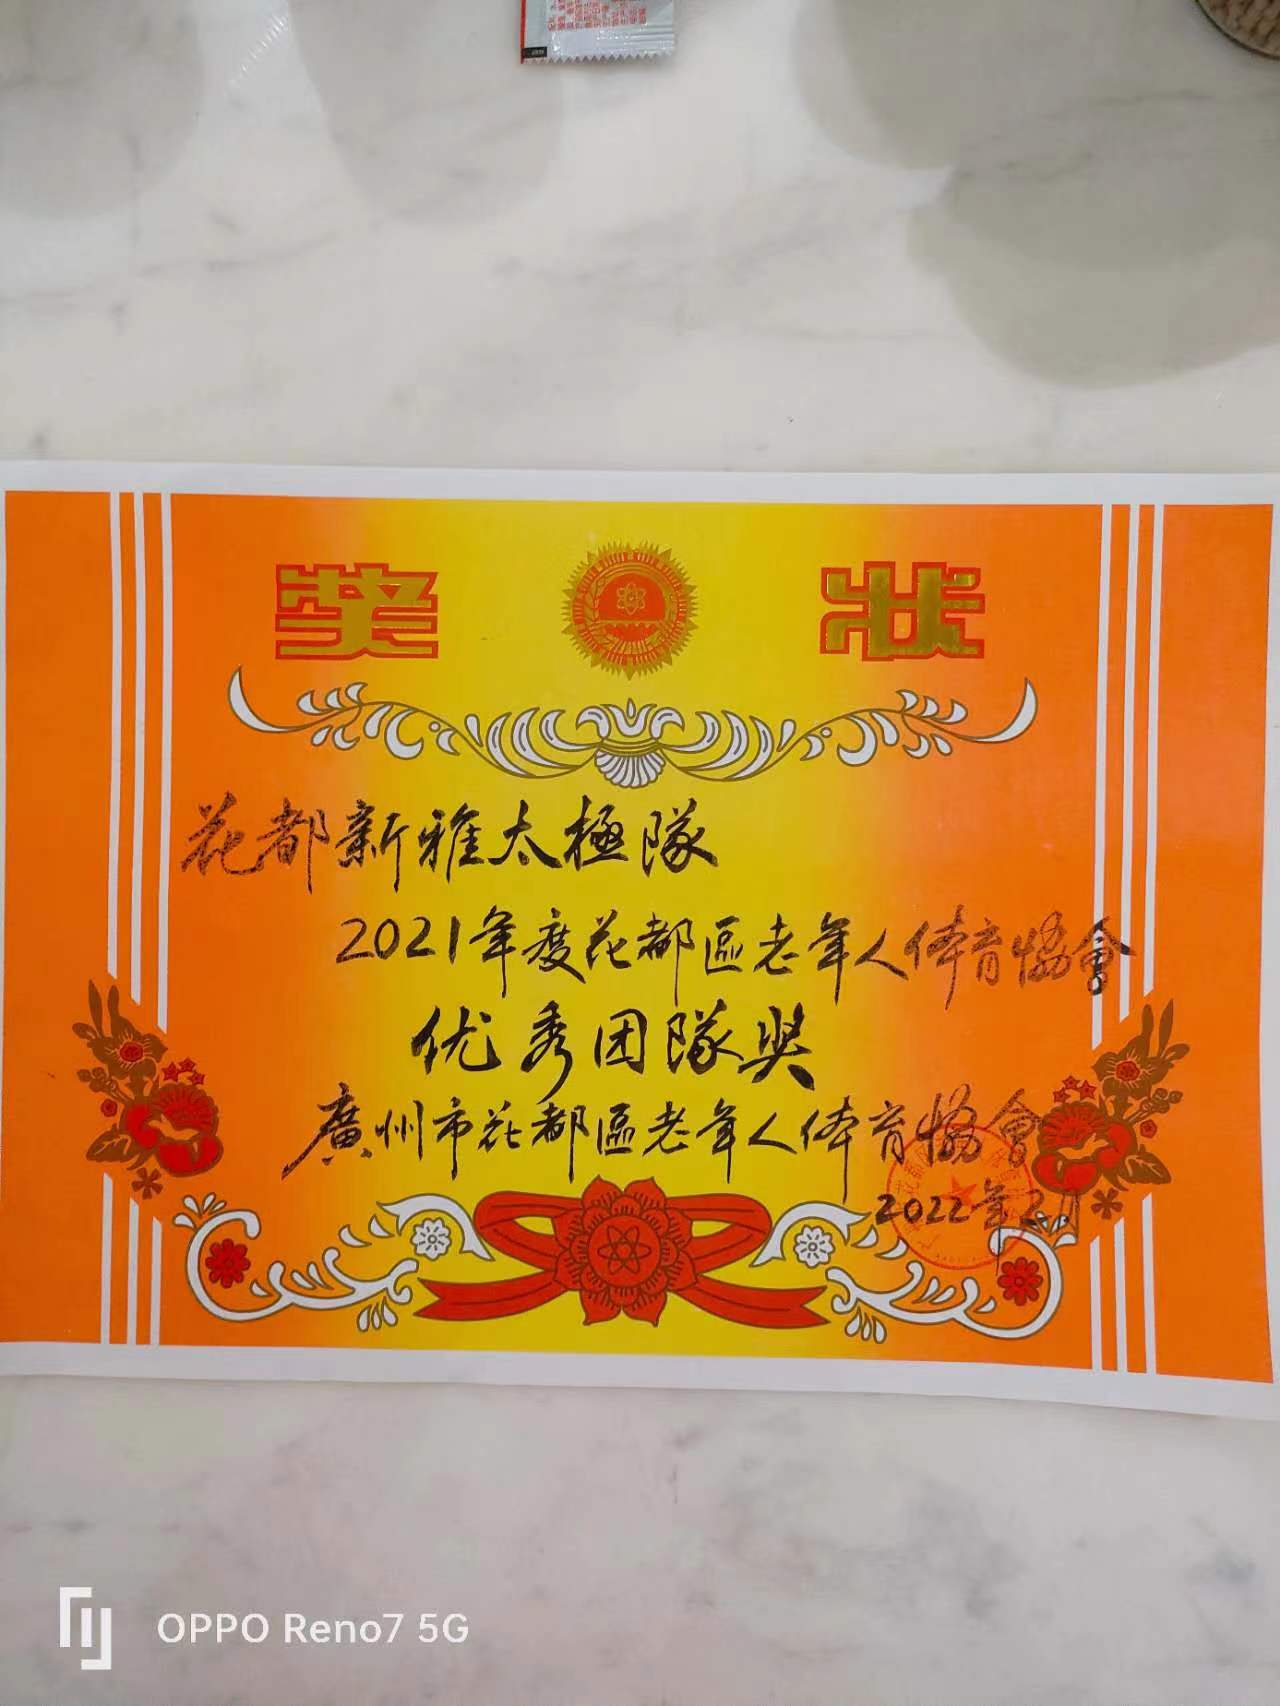 奖状
花都新雅太極隊
2021年度花都區老年人体育協會
优秀团隊奖
廣州市花都區老年人体育協會
2022年2月
OPPO Reno7 5G